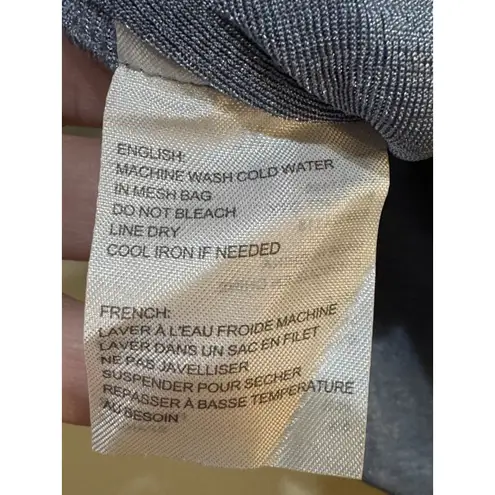 ENGLISH:
MACHINE WASH COLD WATER
IN MESH BAG
DO NOT BLEACH
LINE DRY
COOL IRON IF NEEDED
FRENCH:
LAVER À L'EAU FROIDE MACHINE
LAVER DANS UN SAC EN FILET
NE PAS JAVELLISER
SUSPENDER POUR SECHER
REPASSER À BASSE TEMPERATURE
AU BESOIN